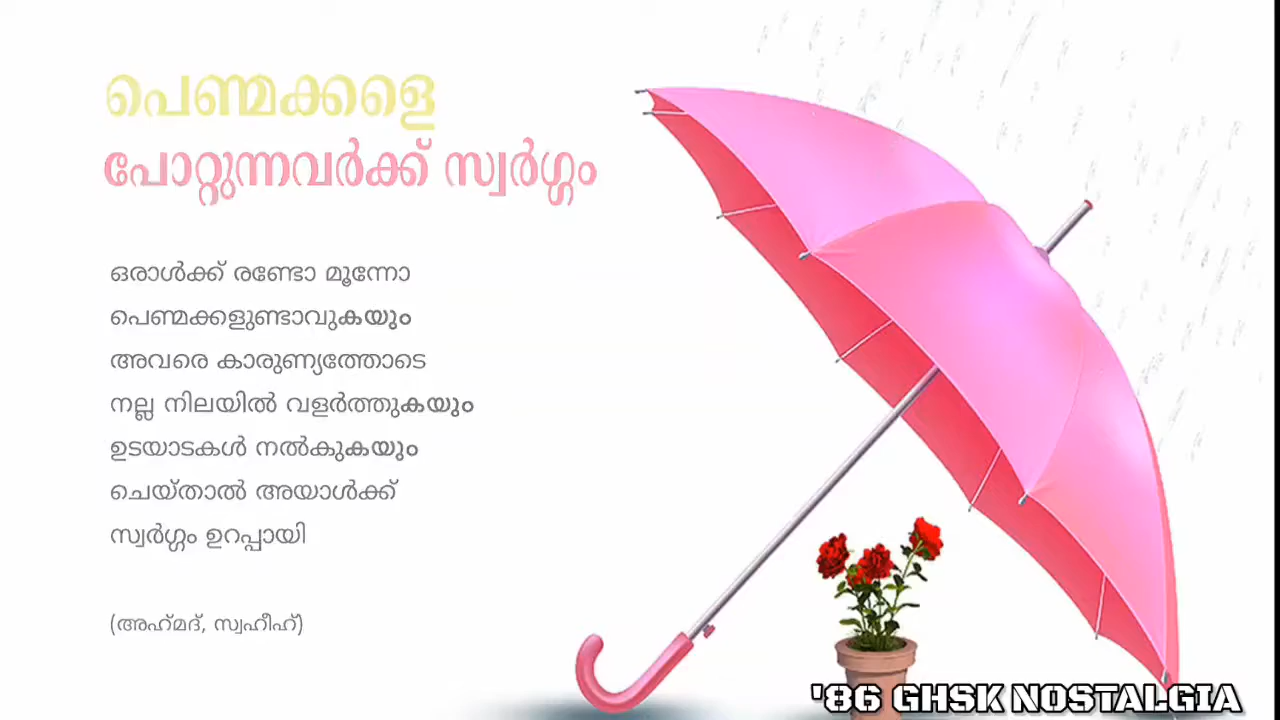 പെണ്മക്കളെ
പോറ്റുന്നവർക്ക് സ്വർഗ്ഗം
ഒരാൾക്ക് രണ്ടോ മൂന്നോ
പെണ്മക്കളുണ്ടാവുകയും
അവരെ കാരുണ്യത്തോടെ
നല്ല നിലയിൽ വളർത്തുകയും
ഉടയാടകൾ നൽകുകയും
ചെയ്താൽ അയാൾക്ക്
സ്വർഗ്ഗം ഉറപ്പായി
(അഹ്‌മദ്, സ്വഹീഹ്)
'86 GHSK NOSTALGIA